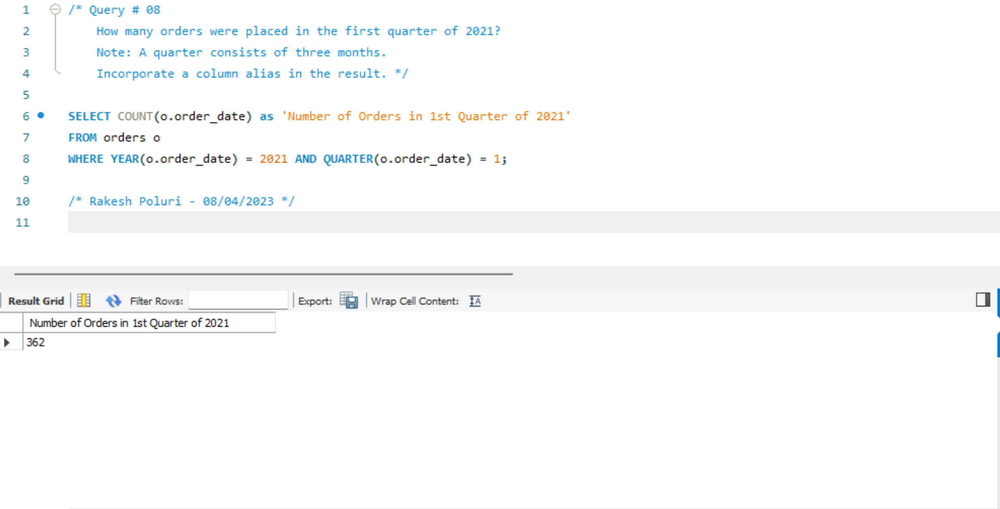 1 /* Query # 08
2 How many orders were placed in the first quarter of 2021?
3 Note: A quarter consists of three months.
4 Incorporate a column alias in the result. */
5
6 SELECT COUNT(o.order_date) as 'Number of Orders in 1st Quarter of 2021'
7 FROM orders o
8 WHERE YEAR(o.order_date) = 2021 AND QUARTER(o.order_date) = 1;
9
10 /* Rakesh Poluri - 08/04/2023 */
11
Result Grid Filter Rows: Export: Wrap Cell Content: IA
Number of Orders in 1st Quarter of 2021
362